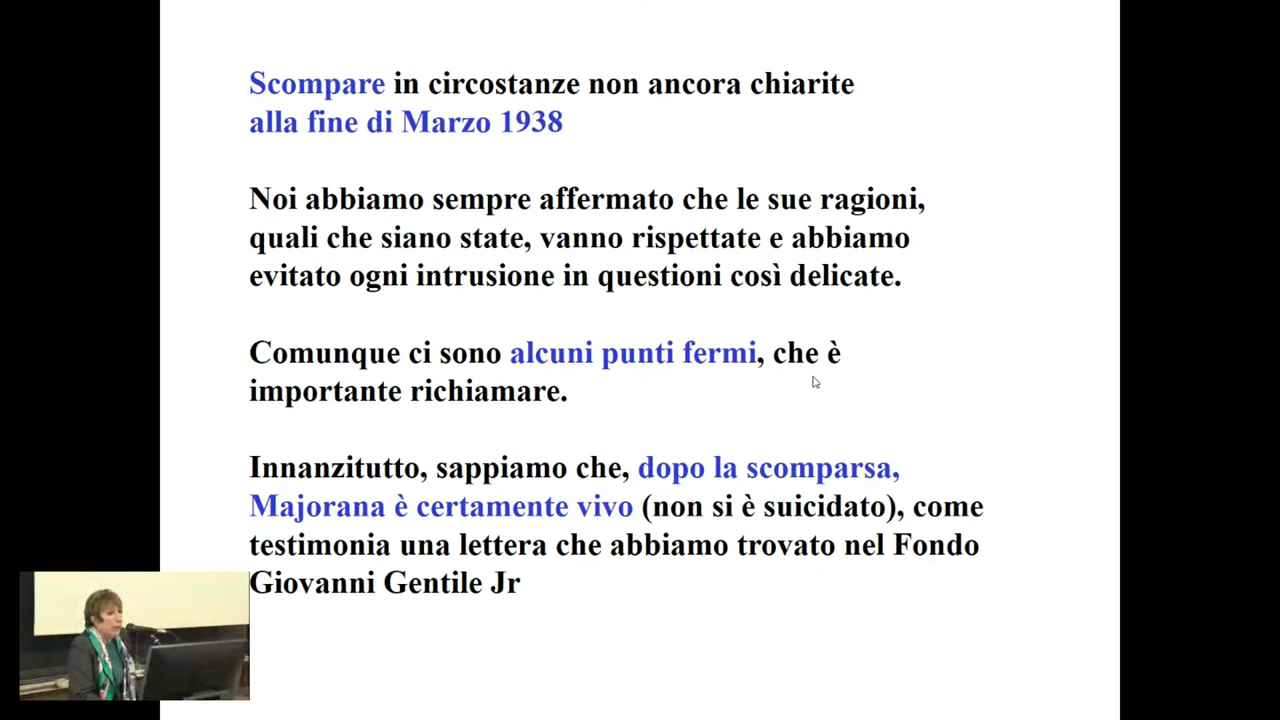 Scompare in circostanze non ancora chiarite
alla fine di Marzo 1938
Noi abbiamo sempre affermato che le sue ragioni,
quali che siano state, vanno rispettate e abbiamo
evitato ogni intrusione in questioni così delicate.
Comunque ci sono alcuni punti fermi, che è
importante richiamare.
Innanzitutto, sappiamo che, dopo la scomparsa,
Majorana è certamente vivo (non si è suicidato), come
testimonia una lettera che abbiamo trovato nel Fondo
Giovanni Gentile Jr